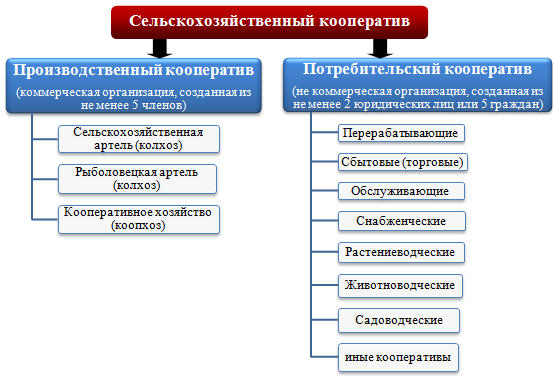 Сельскохозяйственный кооператив
Производственный кооператив
(коммерческая организация, созданная из
не менее 5 членов)
Сельскохозяйственная
артель (колхоз)
Рыболовецкая артель
(колхоз)
Кооперативное хозяйство
(коопхоз)
Потребительский кооператив
(не коммерческая организация, созданная из
не менее 2 юридических лиц или 5 граждан)
Перерабатывающие
Сбытовые (торговые)
Обслуживающие
Снабженческие
Растениеводческие
Животноводческие
Садоводческие
иные кооперативы